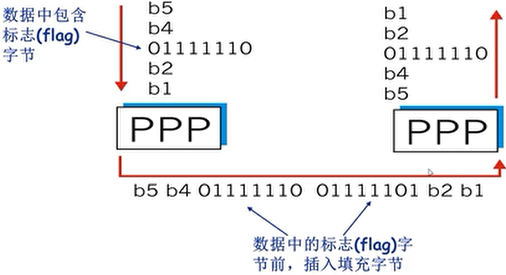 数据中包含
标志(flag)
字节
b5
b4
01111110
b2
b1
b1
b2
01111110
b4
b5
PPP
PPP
b5 b4 01111110 01111101 b2 b1
数据中的标志(flag)字
节前，插入填充字节